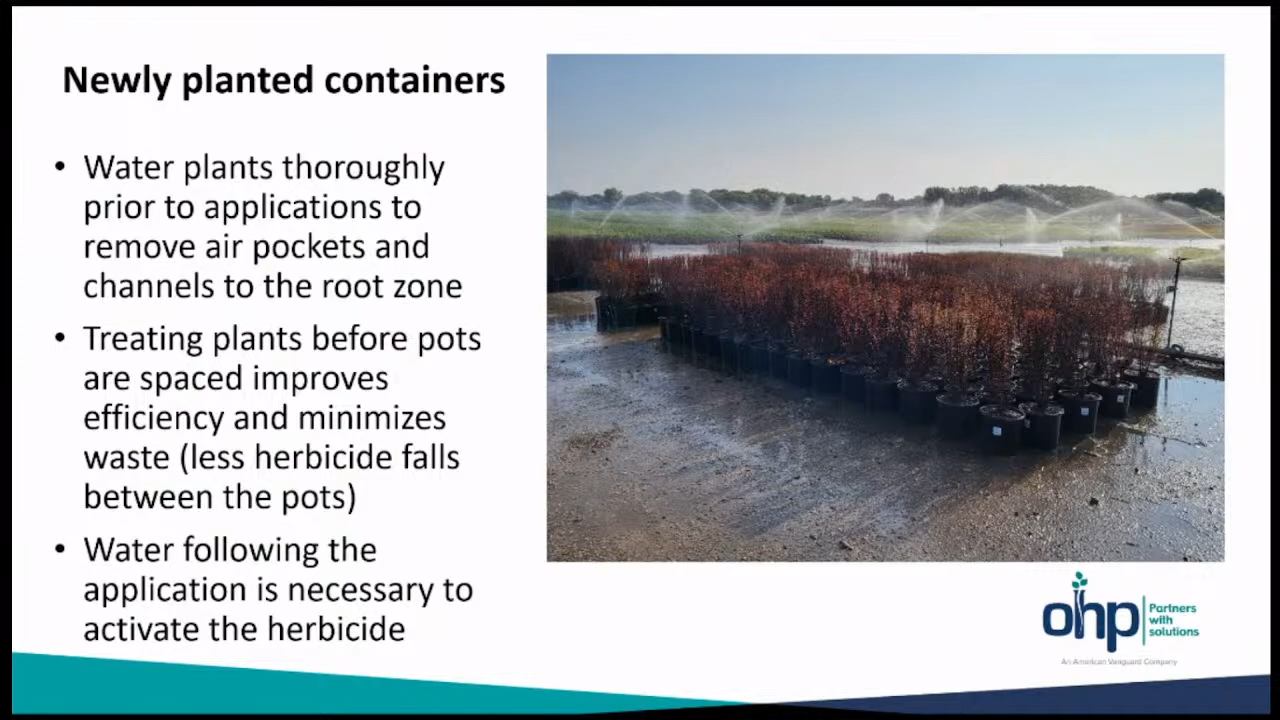 Newly planted containers
• Water plants thoroughly
prior to applications to
remove air pockets and
channels to the root zone
• Treating plants before pots
are spaced improves
efficiency and minimizes
waste (less herbicide falls
between the pots)
• Water following the
application is necessary to
activate the herbicide
ohp
Partners
with
solutions
An American Vanguard Company